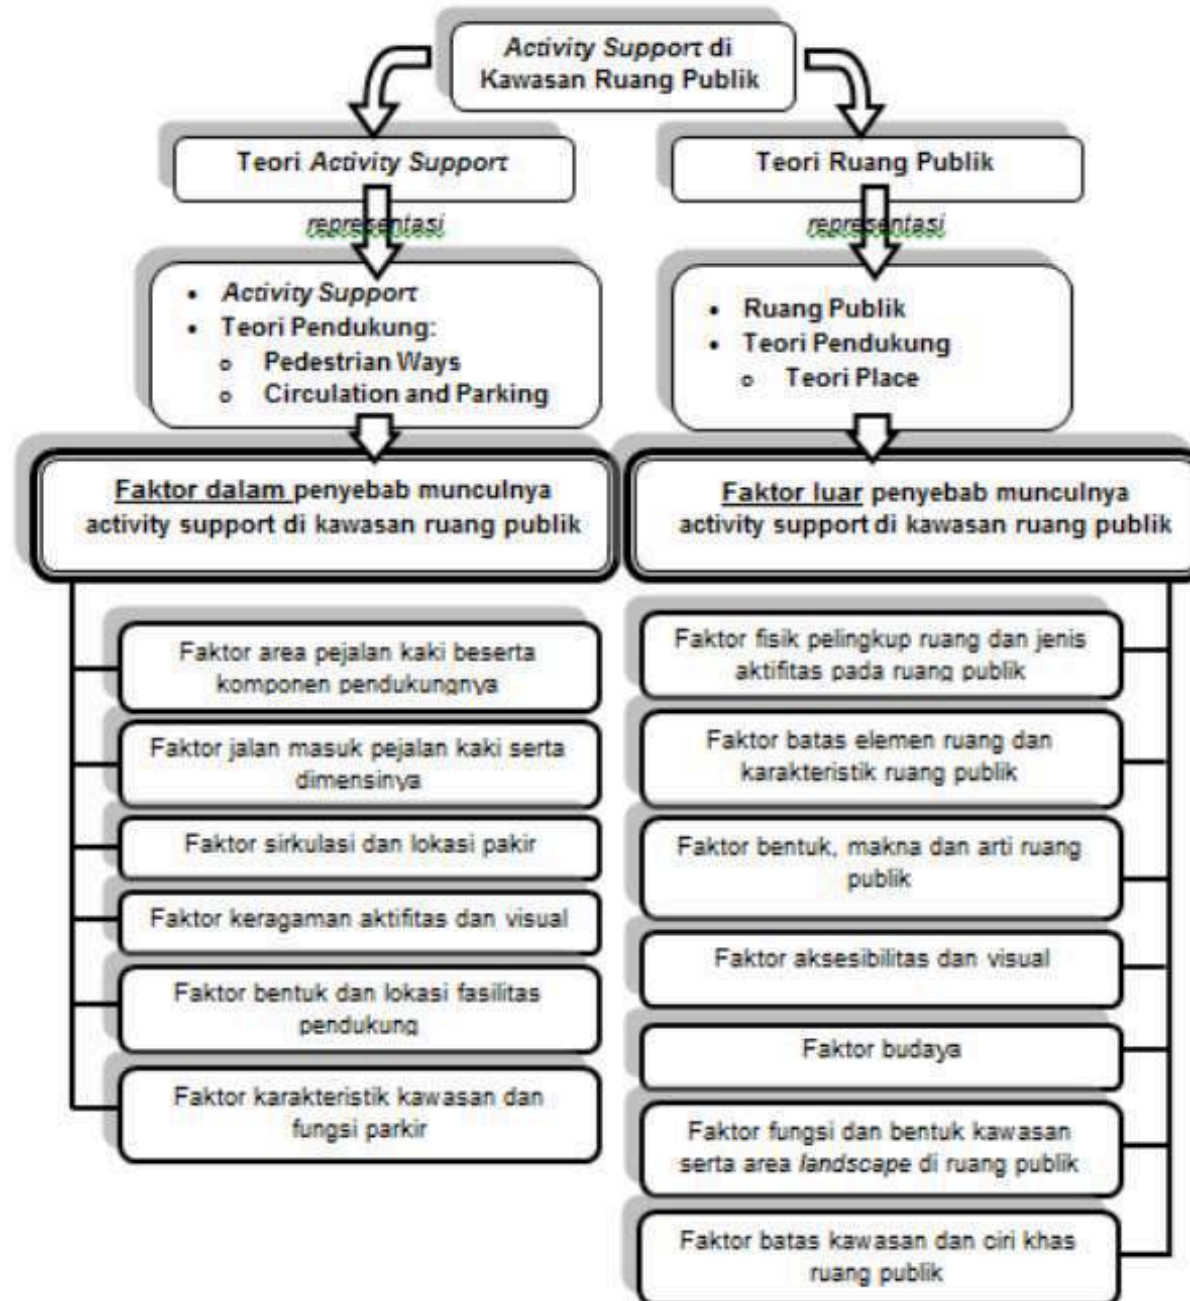 Activity Support di
Kawasan Ruang Publik
Teori Activity Support
representasi
• Activity Support
• Teori Pendukung:
o Pedestrian Ways
o Circulation and Parking
Faktor dalam penyebab munculnya
activity support di kawasan ruang publik
Faktor area pejalan kaki beserta
komponen pendukungnya
Faktor jalan masuk pejalan kaki serta
dimensinya
Faktor sirkulasi dan lokasi pakir
Faktor keragaman aktifitas dan visual
Faktor bentuk dan lokasi fasilitas
pendukung
Faktor karakteristik kawasan dan
fungsi parkir
Teori Ruang Publik
representasi
• Ruang Publik
• Teori Pendukung
o Teori Place
Faktor luar penyebab munculnya
activity support di kawasan ruang publik
Faktor fisik pelingkup ruang dan jenis
aktifitas pada ruang publik
Faktor batas elemen ruang dan
karakteristik ruang publik
Faktor bentuk, makna dan arti ruang
publik
Faktor aksesibilitas dan visual
Faktor budaya
Faktor fungsi dan bentuk kawasan
serta area landscape di ruang publik
Faktor batas kawasan dan ciri khas
ruang publik